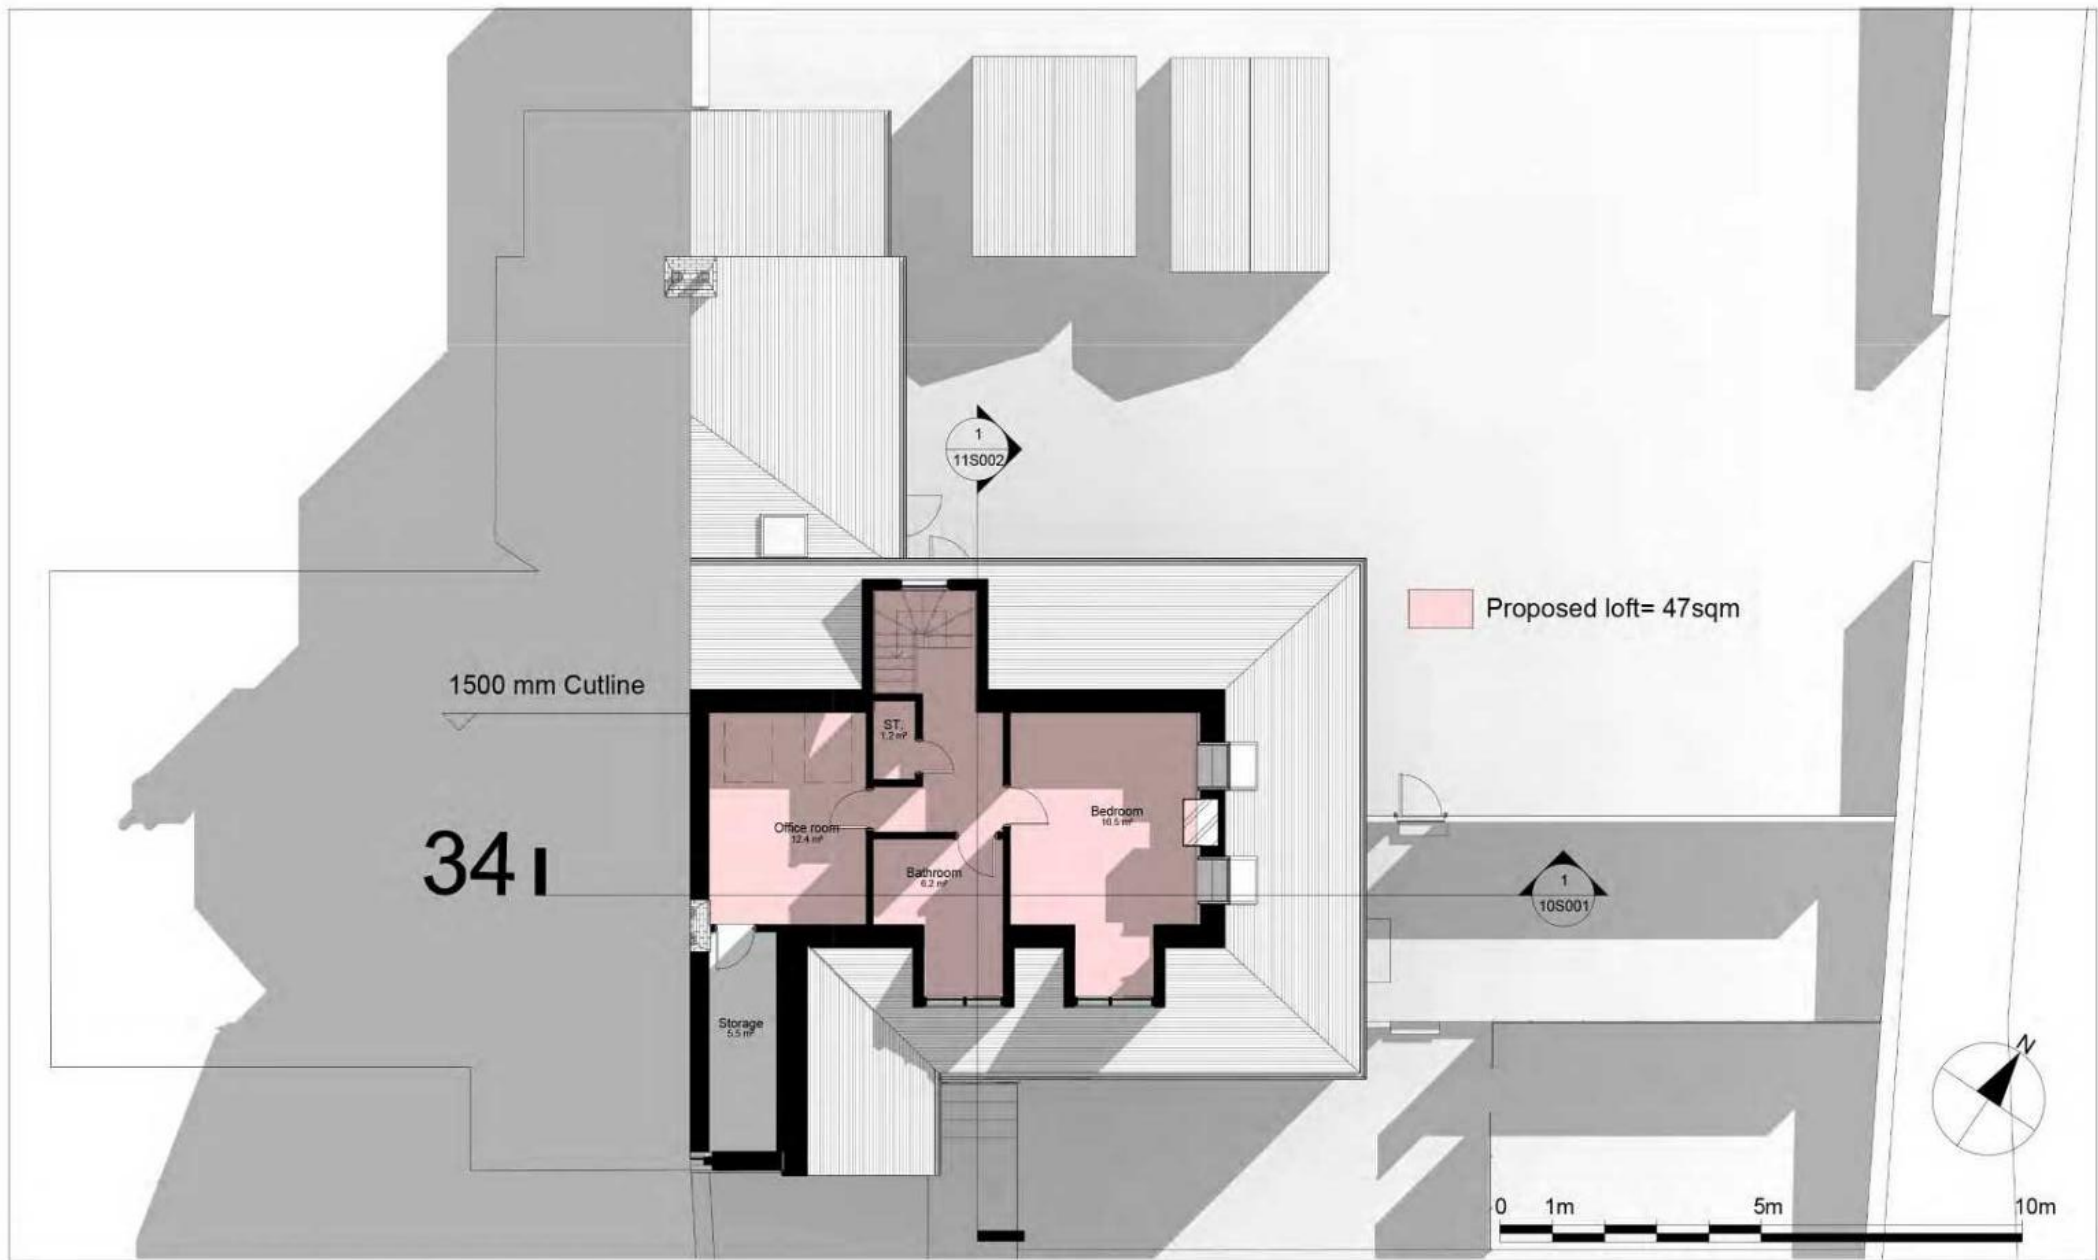 1
11S002
Proposed loft= 47sqm
1500 mm Cutline
ST.
1.2 m²
Bedroom
16.5 m²
Office room
12.4 m²
34
Bathroom
6.2 m²
1
10S001
Storage
5.5 m²
N
0 1m 5m 10m